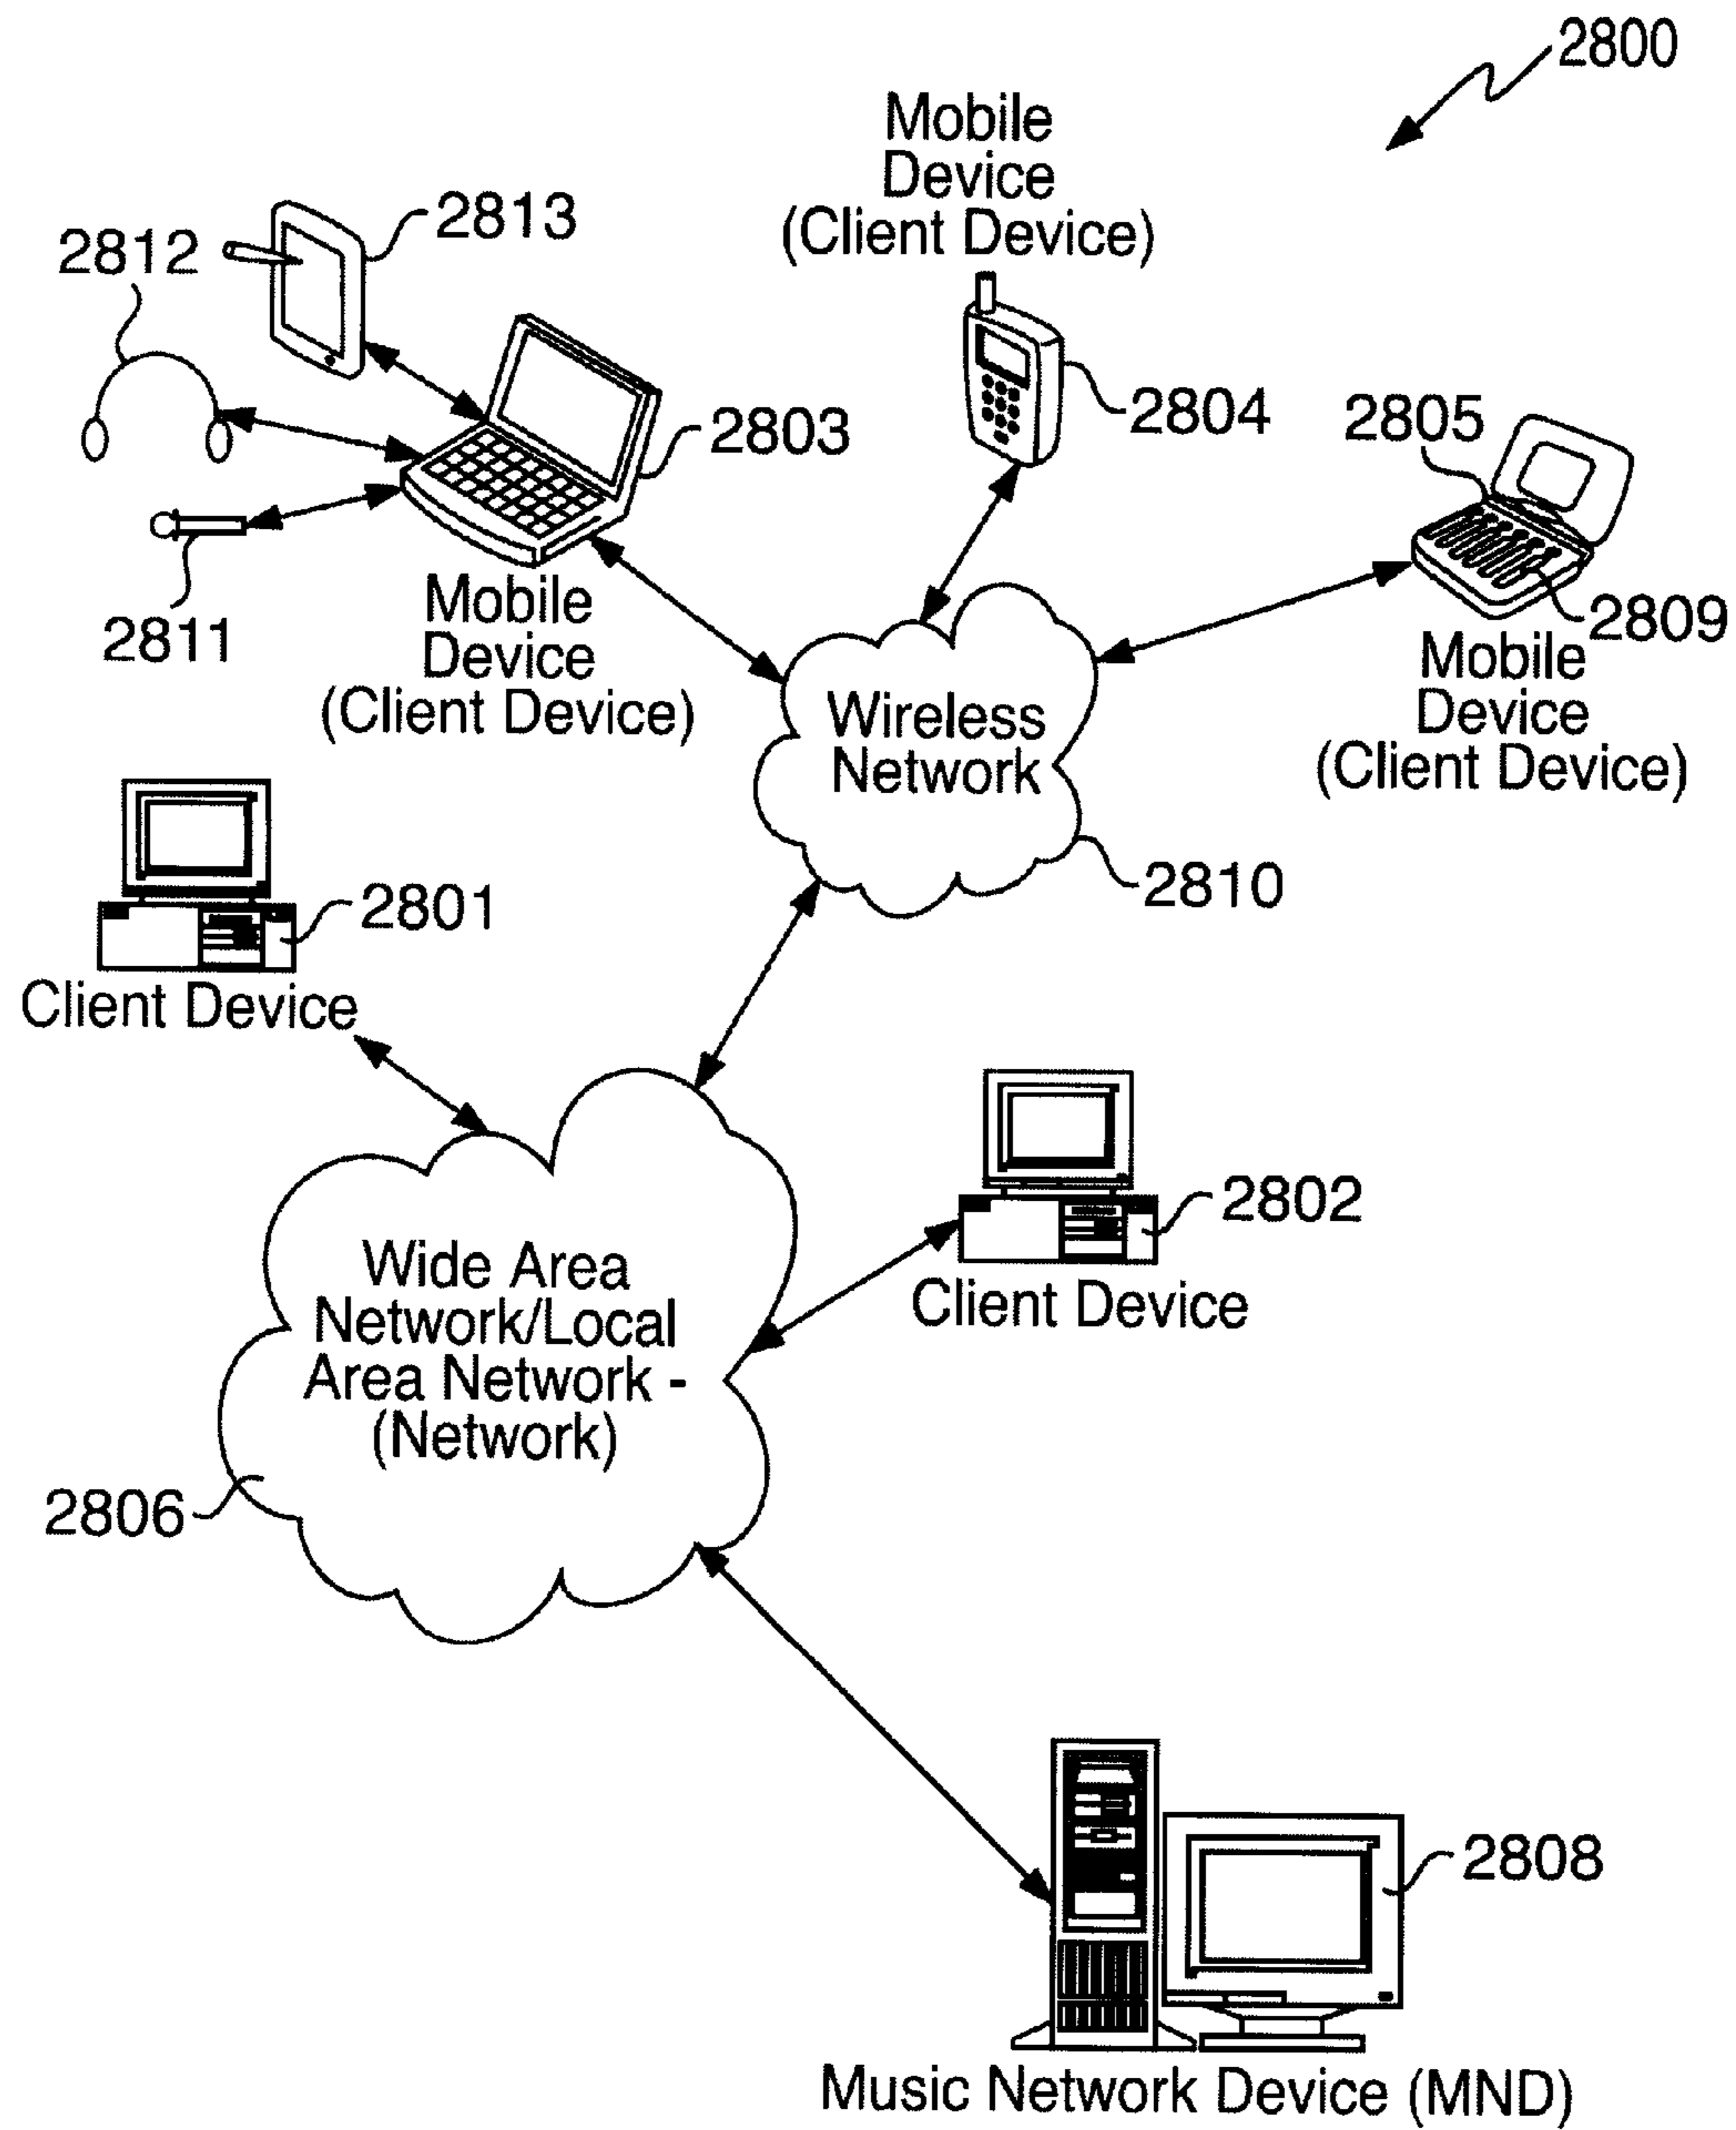 2800
Mobile
Device
(Client Device)
2813
2812
2803
2804
2805
2811
2809
Mobile
Device
(Client Device)
Mobile
Device
(Client Device)
Wireless
Network
2810
2801
Client Device
2802
Client Device
Wide Area
Network/Local
Area Network -
(Network)
2806
2808
Music Network Device (MND)